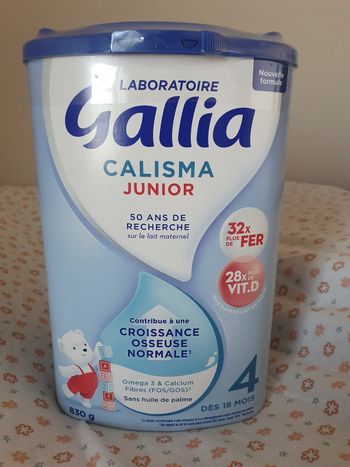 Nouvelle
formule
LABORATOIRE
Gallia
CALISMA
JUNIOR
50 ANS DE
RECHERCHE
sur le lait maternel
32x
PLUS
DE
FER
28x
PLUS
DE
VIT.D
Contribue à une
CROISSANCE
OSSEUSE
NORMALE¹
Omega 3 & Calcium
Fibres (FOS/GOS)²
Sans huile de palme
830 g
4
DÈS 18 MOIS